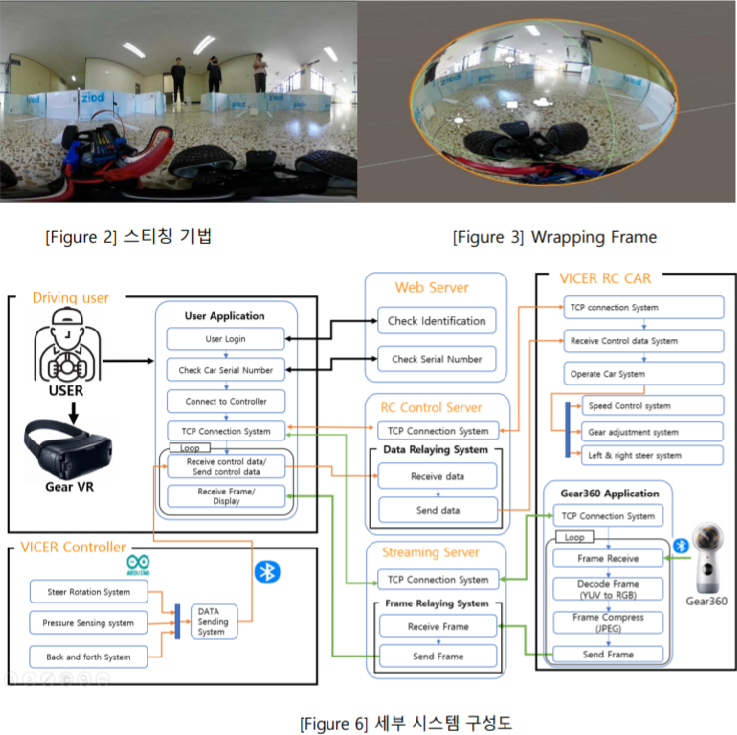 ziod
ziod
[Figure 2] 스티칭 기법
[Figure 3] Wrapping Frame
Driving user
USER
Gear VR
User Application
User Login
Check Car Serial Number
Connect to Controller
TCP Connection System
Loop
Receive control data/
Send control data
Receive Frame/
Display
Web Server
Check Identification
Check Serial Number
RC Control Server
TCP Connection System
Data Relaying System
Receive data
Send data
Streaming Server
TCP Connection System
Frame Relaying System
Receive Frame
Send Frame
VICER RC CAR
TCP connection System
Receive Control data System
Operate Car System
Speed Control system
Gear adjustment system
Left & right steer system
Gear360 Application
TCP Connection System
Loop
Frame Receive
Decode Frame
(YUV to RGB)
Frame Compress
(JPEG)
Send Frame
Gear360
VICER Controller
ARDUINO
Steer Rotation System
Pressure Sensing system
Back and forth System
DATA
Sending
System
[Figure 6] 세부 시스템 구성도